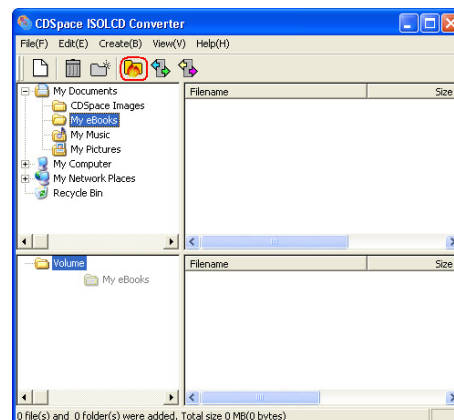 CDSpace ISOLCD Converter
File(F) Edit(E) Create(B) View(V) Help(H)
My Documents
CDSpace Images
My eBooks
My Music
My Pictures
My Computer
My Network Places
Recycle Bin
Filename Size
Volume
My eBooks
Filename Size
0 file(s) and 0 folder(s) were added. Total size 0 MB(0 bytes)